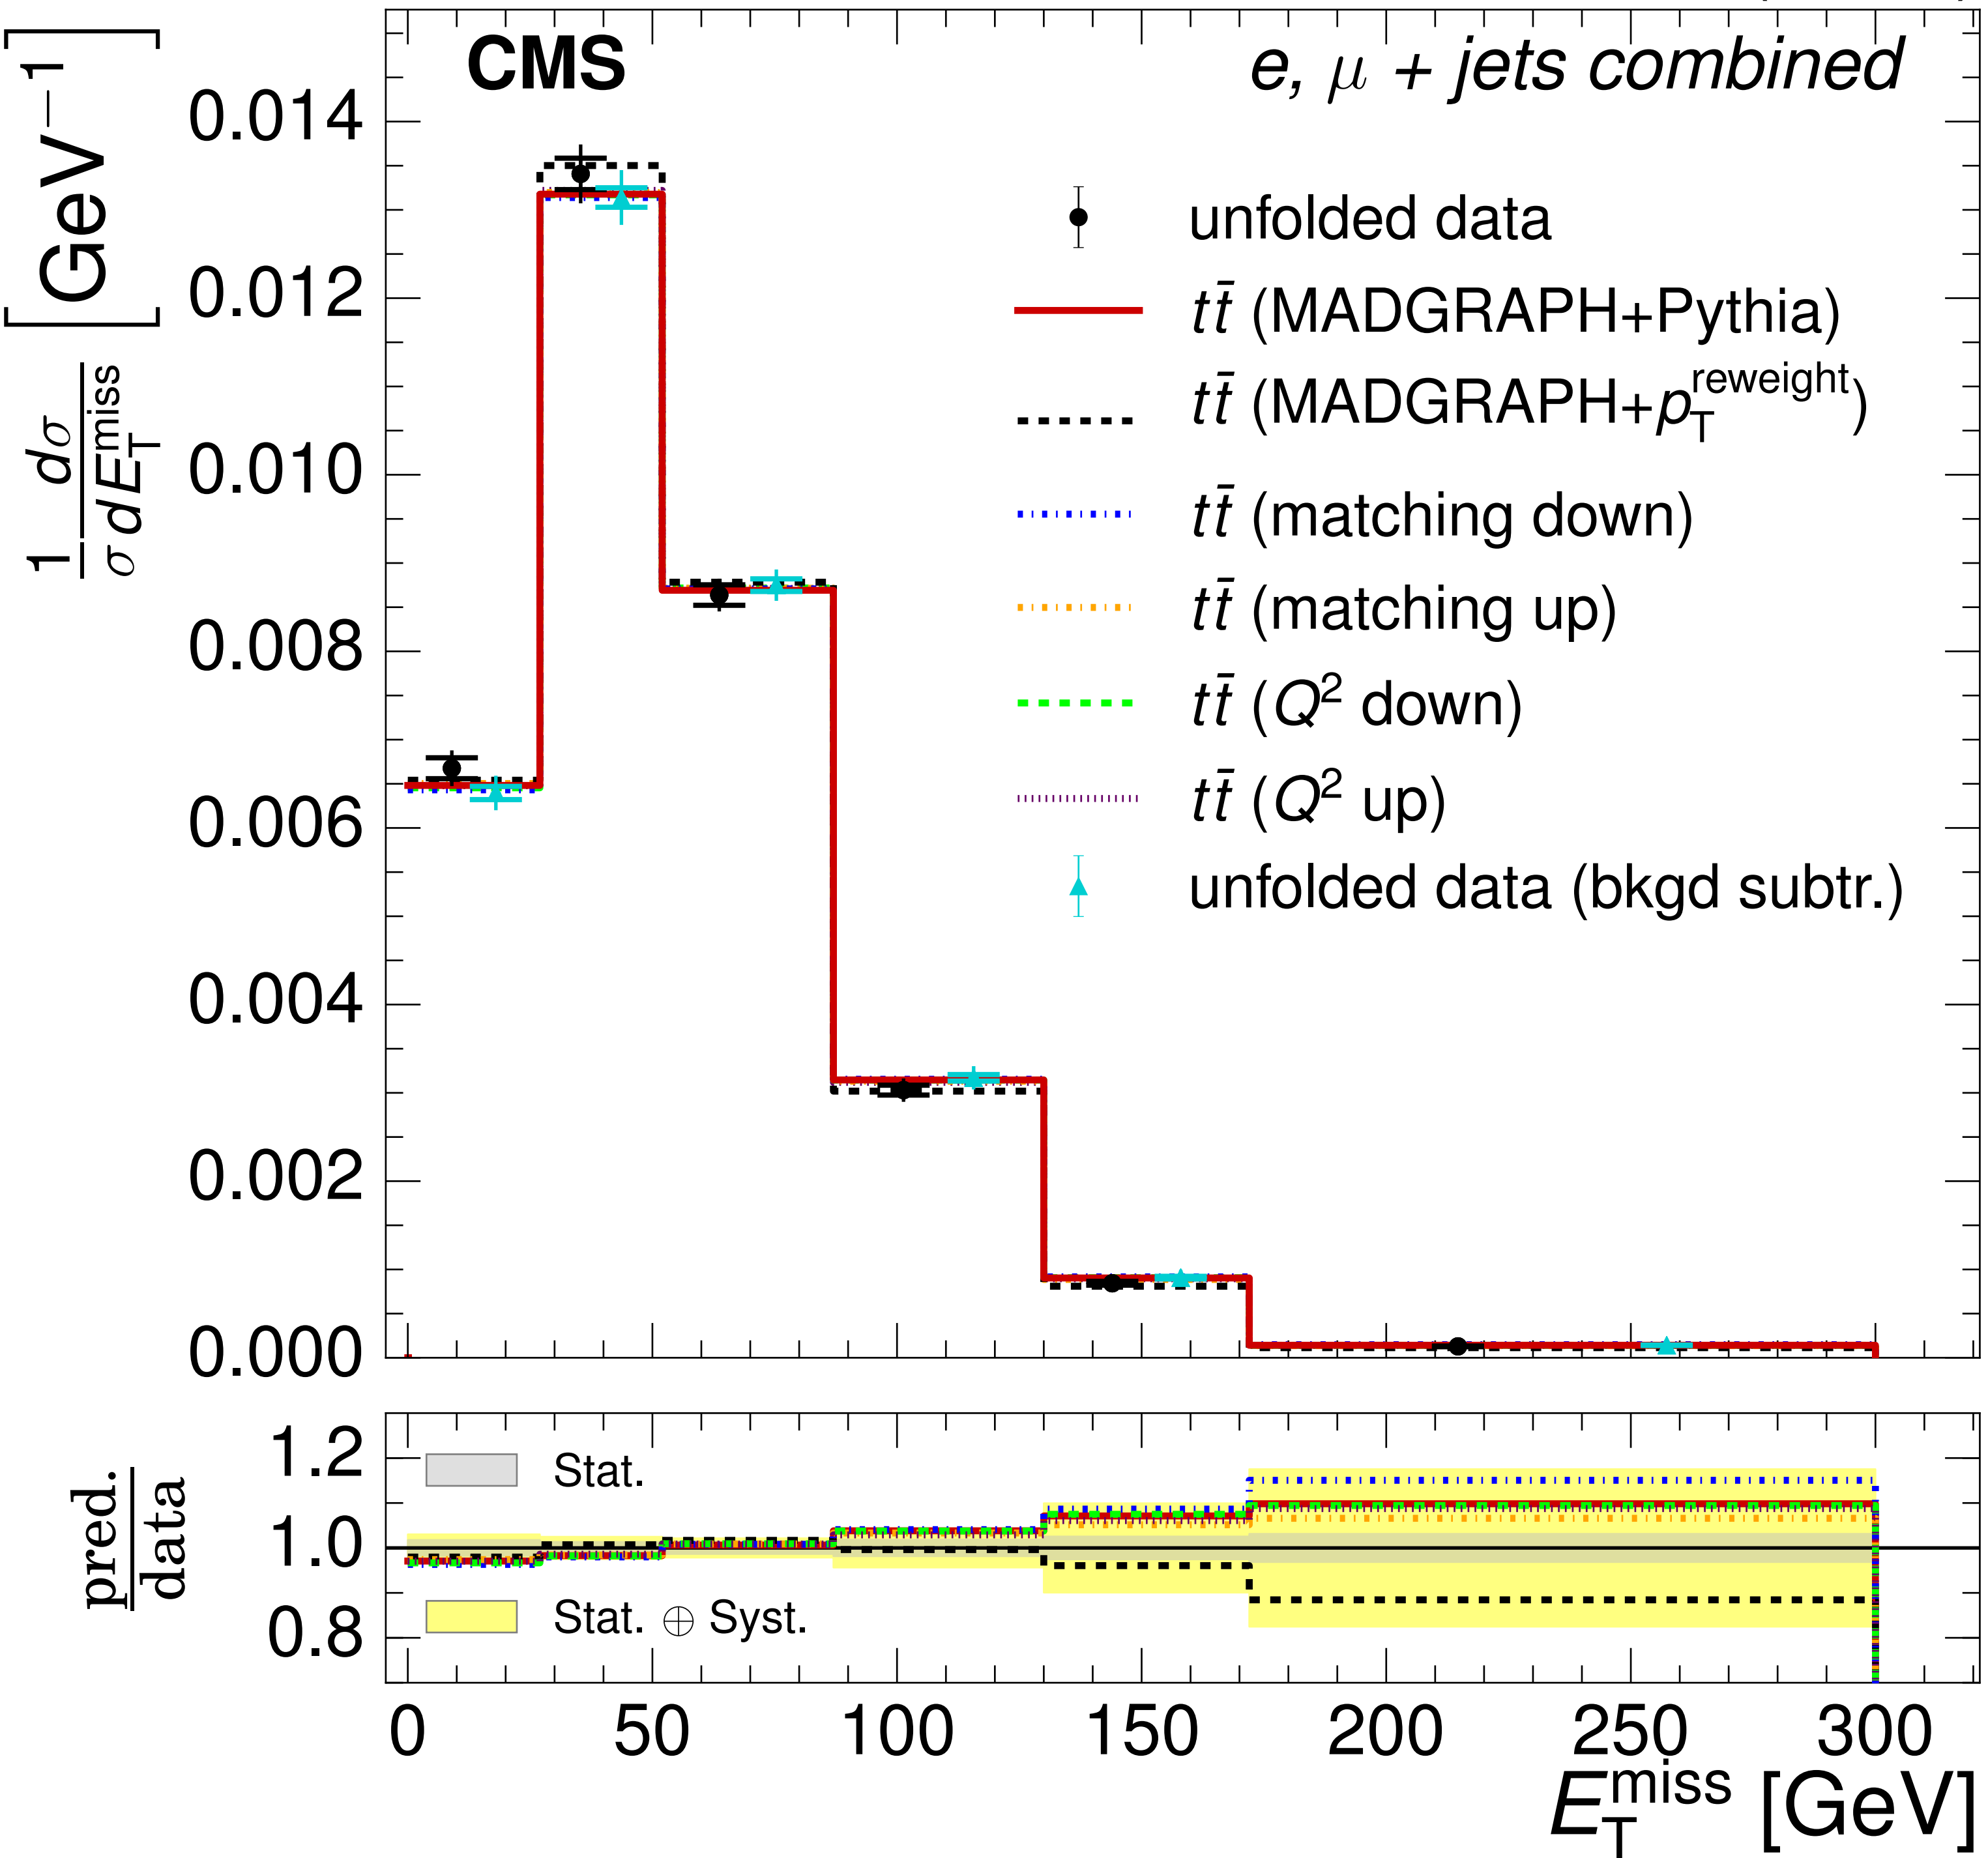 CMS
e, μ + jets combined
1/σ dσ/dE_T^miss [GeV⁻¹]
0.014
0.012
0.010
0.008
0.006
0.004
0.002
0.000
unfolded data
tt̄ (MADGRAPH+Pythia)
tt̄ (MADGRAPH+p_T^reweight)
tt̄ (matching down)
tt̄ (matching up)
tt̄ (Q² down)
tt̄ (Q² up)
unfolded data (bkgd subtr.)
pred./data
1.2
1.0
0.8
Stat.
Stat. ⊕ Syst.
0 50 100 150 200 250 300
E_T^miss [GeV]